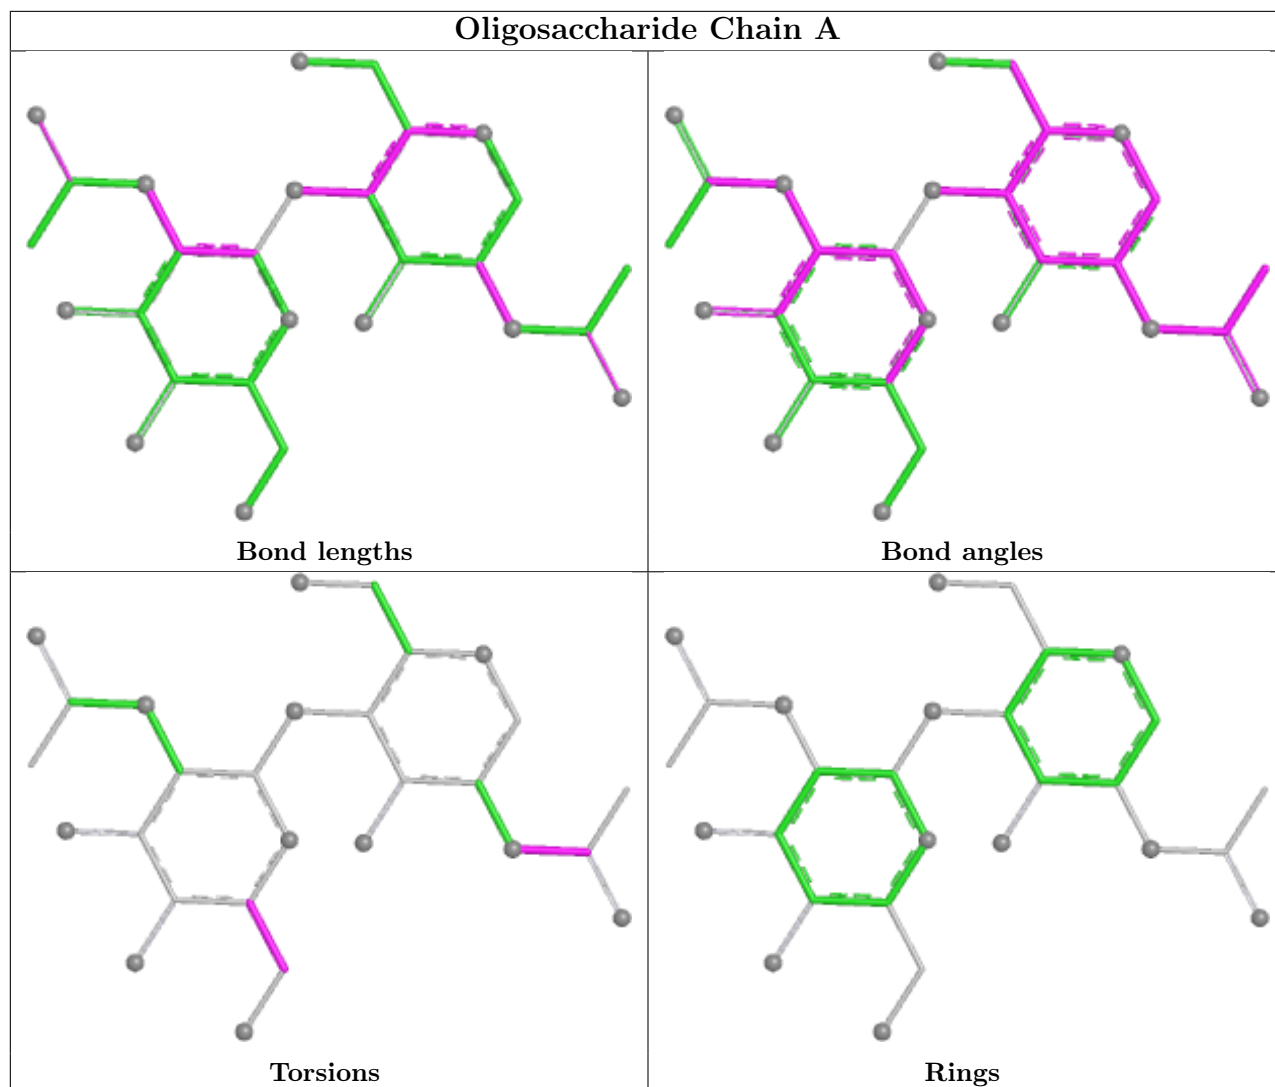 Oligosaccharide Chain A
Bond lengths
Bond angles
Torsions
Rings